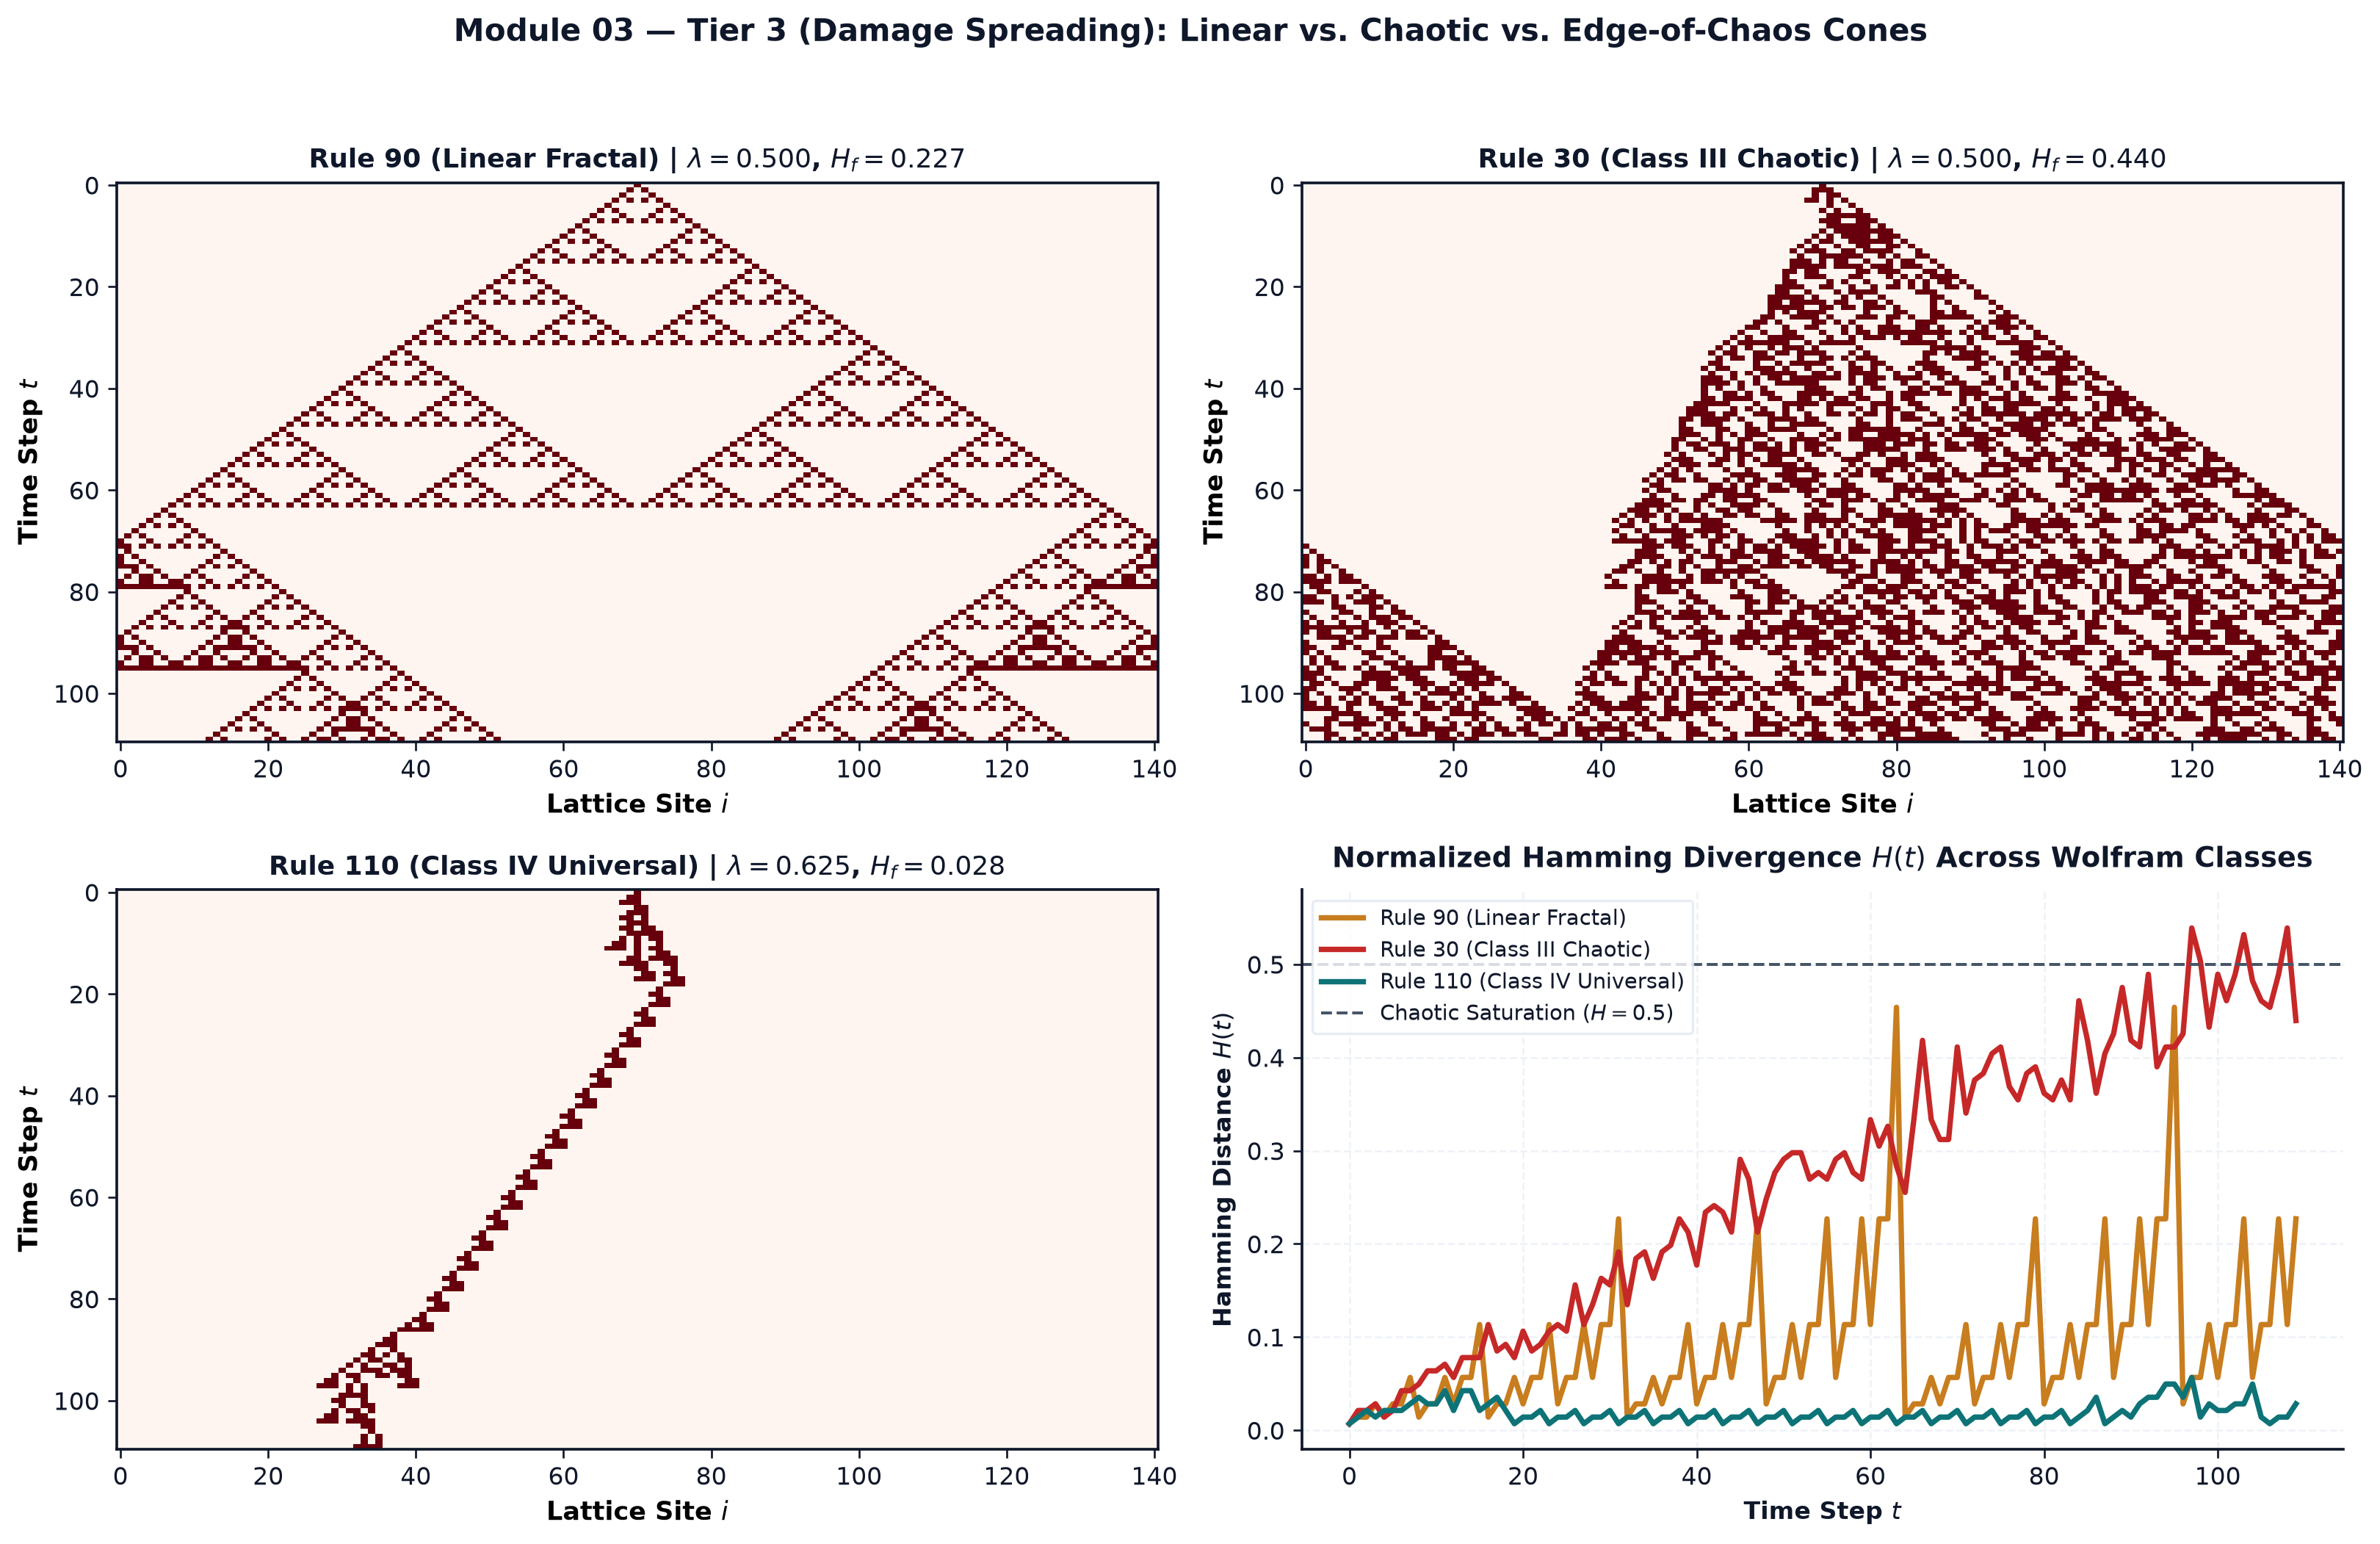 Module 03 — Tier 3 (Damage Spreading): Linear vs. Chaotic vs. Edge-of-Chaos Cones
Rule 90 (Linear Fractal) | λ = 0.500, H_f = 0.227
0
20
40
60
80
100
Time Step t
0 20 40 60 80 100 120 140
Lattice Site i
Rule 30 (Class III Chaotic) | λ = 0.500, H_f = 0.440
0
20
40
60
80
100
Time Step t
0 20 40 60 80 100 120 140
Lattice Site i
Rule 110 (Class IV Universal) | λ = 0.625, H_f = 0.028
0
20
40
60
80
100
Time Step t
0 20 40 60 80 100 120 140
Lattice Site i
Normalized Hamming Divergence H(t) Across Wolfram Classes
Rule 90 (Linear Fractal)
Rule 30 (Class III Chaotic)
Rule 110 (Class IV Universal)
Chaotic Saturation (H = 0.5)
0.5
0.4
0.3
0.2
0.1
0.0
Hamming Distance H(t)
0 20 40 60 80 100
Time Step t